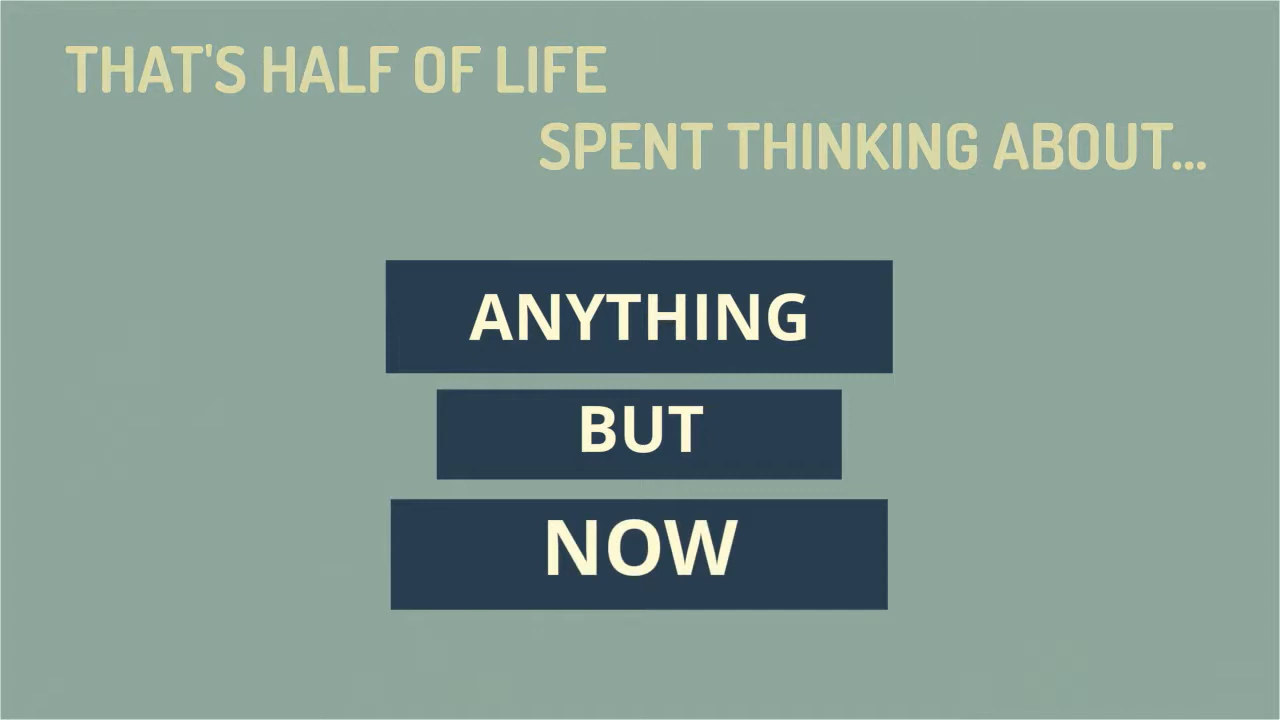 THAT'S HALF OF LIFE
SPENT THINKING ABOUT...
ANYTHING
BUT
NOW